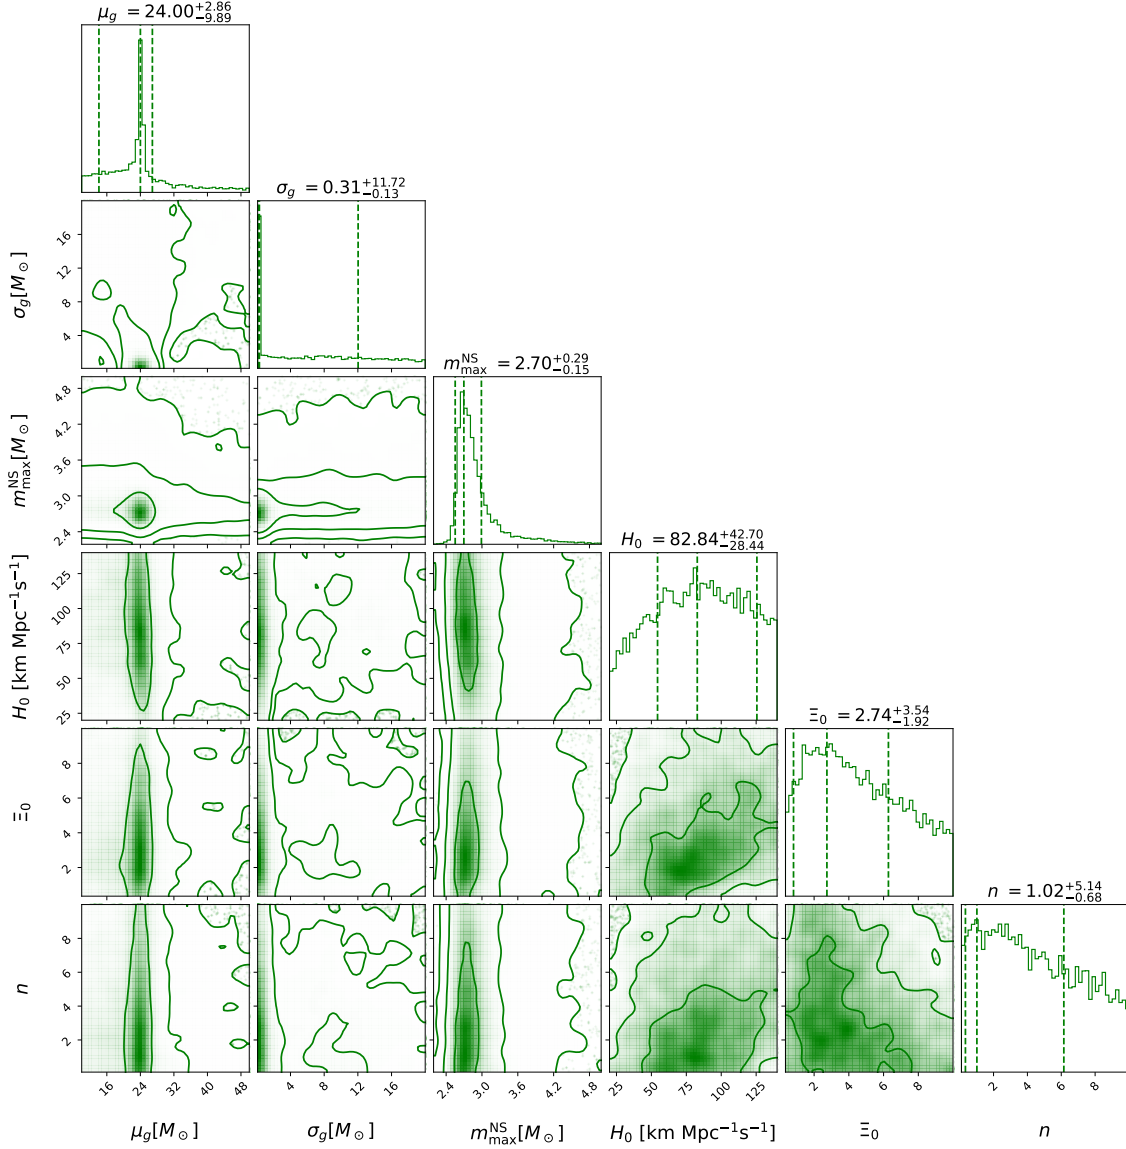 μ_g = 24.00^{+2.86}_{-9.89}
σ_g = 0.31^{+11.72}_{-0.13}
σ_g[M_⊙]
16
12
8
4
m^{NS}_{max} = 2.70^{+0.29}_{-0.15}
m^{NS}_{max}[M_⊙]
4.8
4.2
3.6
3.0
2.4
H_0 = 82.84^{+42.70}_{-28.44}
H_0 [km Mpc^{-1}s^{-1}]
125
100
75
50
25
Ξ_0 = 2.74^{+3.54}_{-1.92}
Ξ_0
8
6
4
2
n = 1.02^{+5.14}_{-0.68}
n
8
6
4
2
16 24 32 40 48 4 8 12 16 2.4 3.0 3.6 4.2 4.8 25 50 75 100 125 2 4 6 8 2 4 6 8
μ_g[M_⊙] σ_g[M_⊙] m^{NS}_{max}[M_⊙] H_0 [km Mpc^{-1}s^{-1}] Ξ_0 n